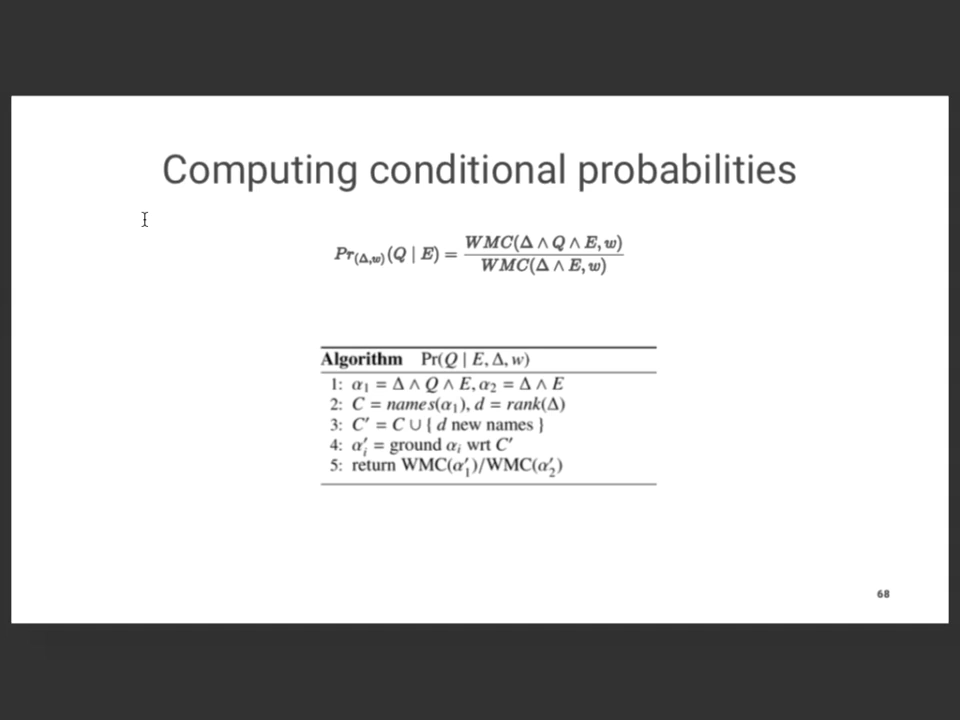 Computing conditional probabilities
Pr(Δ,w)(Q | E) = WMC(Δ ∧ Q ∧ E, w) / WMC(Δ ∧ E, w)
Algorithm Pr(Q | E, Δ, w)
1: α₁ = Δ ∧ Q ∧ E, α₂ = Δ ∧ E
2: C = names(α₁), d = rank(Δ)
3: C′ = C ∪ { d new names }
4: α′ᵢ = ground αᵢ wrt C′
5: return WMC(α′₁)/WMC(α′₂)
68